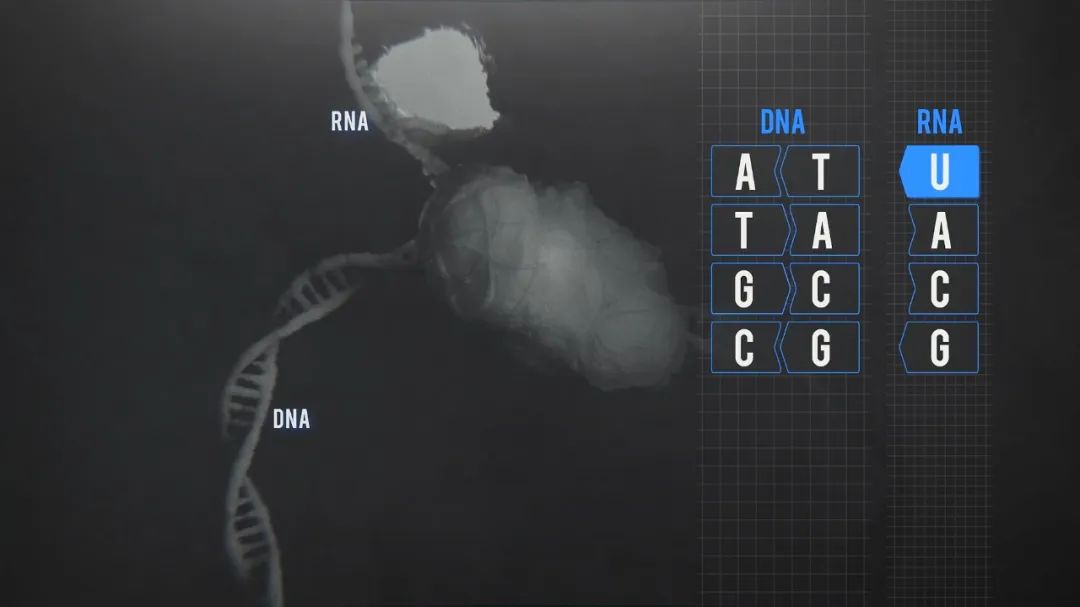 RNA
DNA
DNA RNA
A T U
T A A
G C C
C G G